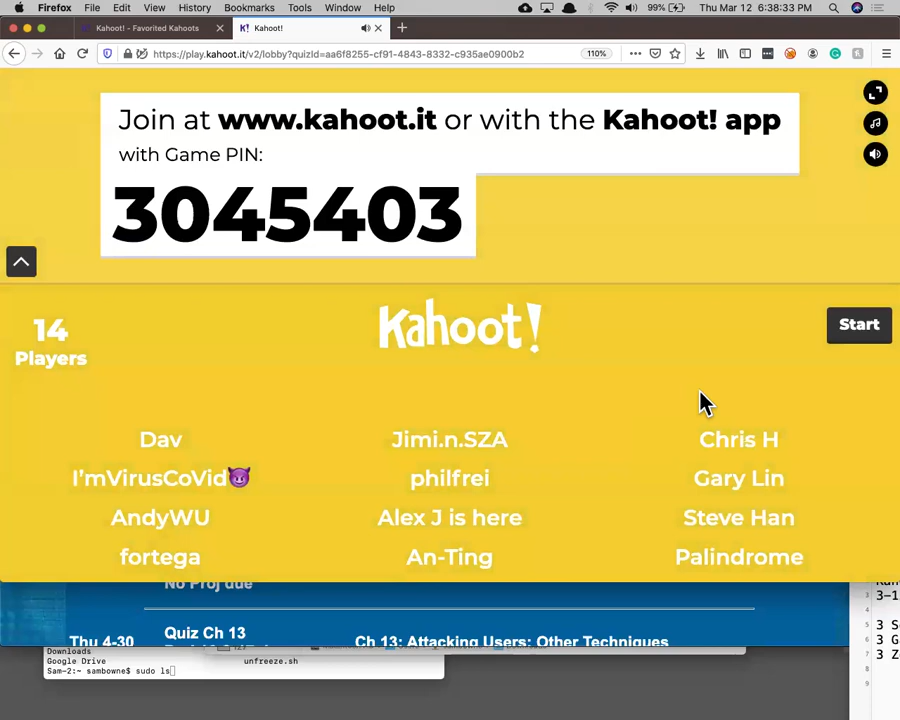 Firefox File Edit View History Bookmarks Tools Window Help 99% Thu Mar 12 6:38:33 PM
Kahoot! - Favorited Kahoots
K! Kahoot!
https://play.kahoot.it/v2/lobby?quizId=aa6f8255-cf91-4843-8332-c935ae0900b2 110%
Join at www.kahoot.it or with the Kahoot! app
with Game PIN:
3045403
14
Players
Kahoot!
Start
Dav Jimi.n.SZA Chris H
I'mVirusCoVid😈 philfrei Gary Lin
AndyWU Alex J is here Steve Han
fortega An-Ting Palindrome
No Proj due
Quiz Ch 13
Thu 4-30 Ch 13: Attacking Users: Other Techniques
Downloads
Google Drive unfreeze.sh
Sam-2:~ sambowne$ sudo ls
3-1
3 S
3 G
3 Z